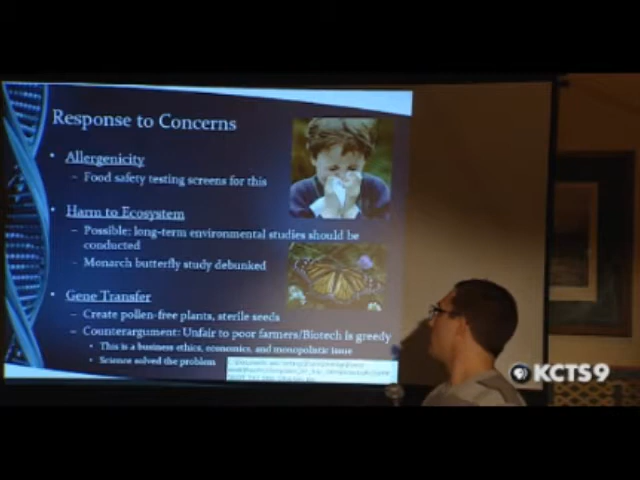 Response to Concerns
• Allergenicity
– Food safety testing screens for this
• Harm to Ecosystem
– Possible: long-term environmental studies should be
conducted
– Monarch butterfly study debunked
• Gene Transfer
– Create pollen-free plants, sterile seeds
– Counterargument: Unfair to poor farmers/Biotech is greedy
• This is a business ethics, economics, and monopolistic issue
• Science solved the problem
KCTS9